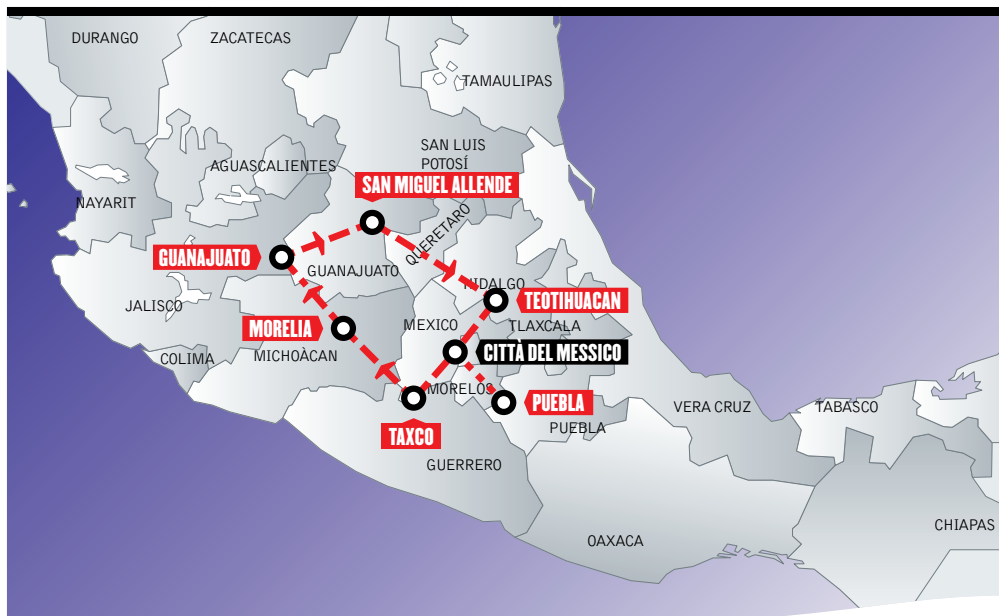 DURANGO
ZACATECAS
TAMAULIPAS
SAN LUIS
POTOSÍ
AGUASCALIENTES
SAN MIGUEL ALLENDE
NAYARIT
QUERETARO
GUANAJUATO
GUANAJUATO
HIDALGO
JALISCO
TEOTIHUACAN
MORELIA
MEXICO
TLAXCALA
COLIMA
MICHOÀCAN
CITTÀ DEL MESSICO
MORELOS
PUEBLA
VERA CRUZ
TABASCO
TAXCO
PUEBLA
GUERRERO
CHIAPAS
OAXACA